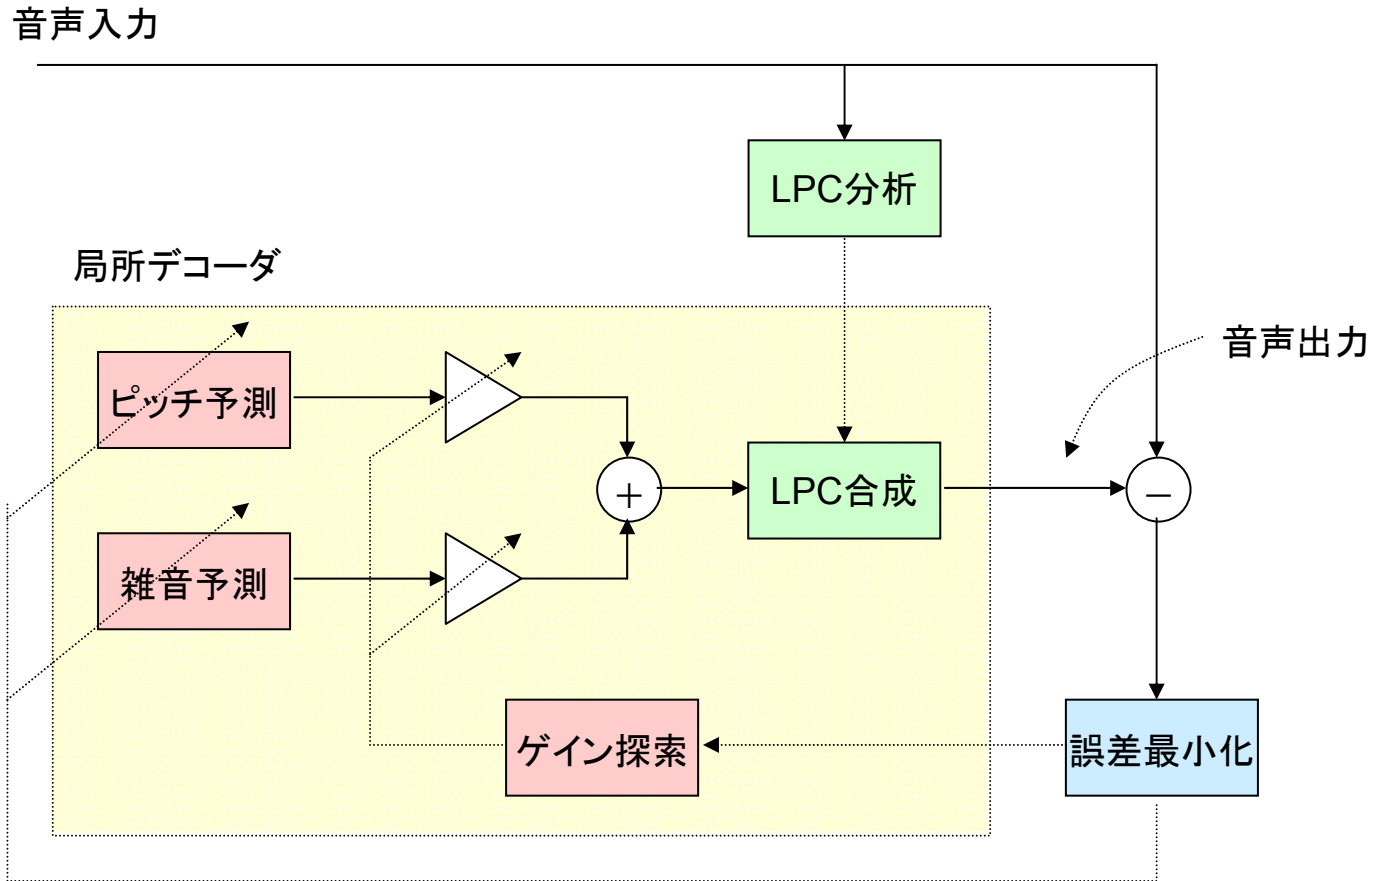 音声入力
LPC分析
局所デコーダ
音声出力
ピッチ予測
+
LPC合成
−
雑音予測
ゲイン探索
誤差最小化